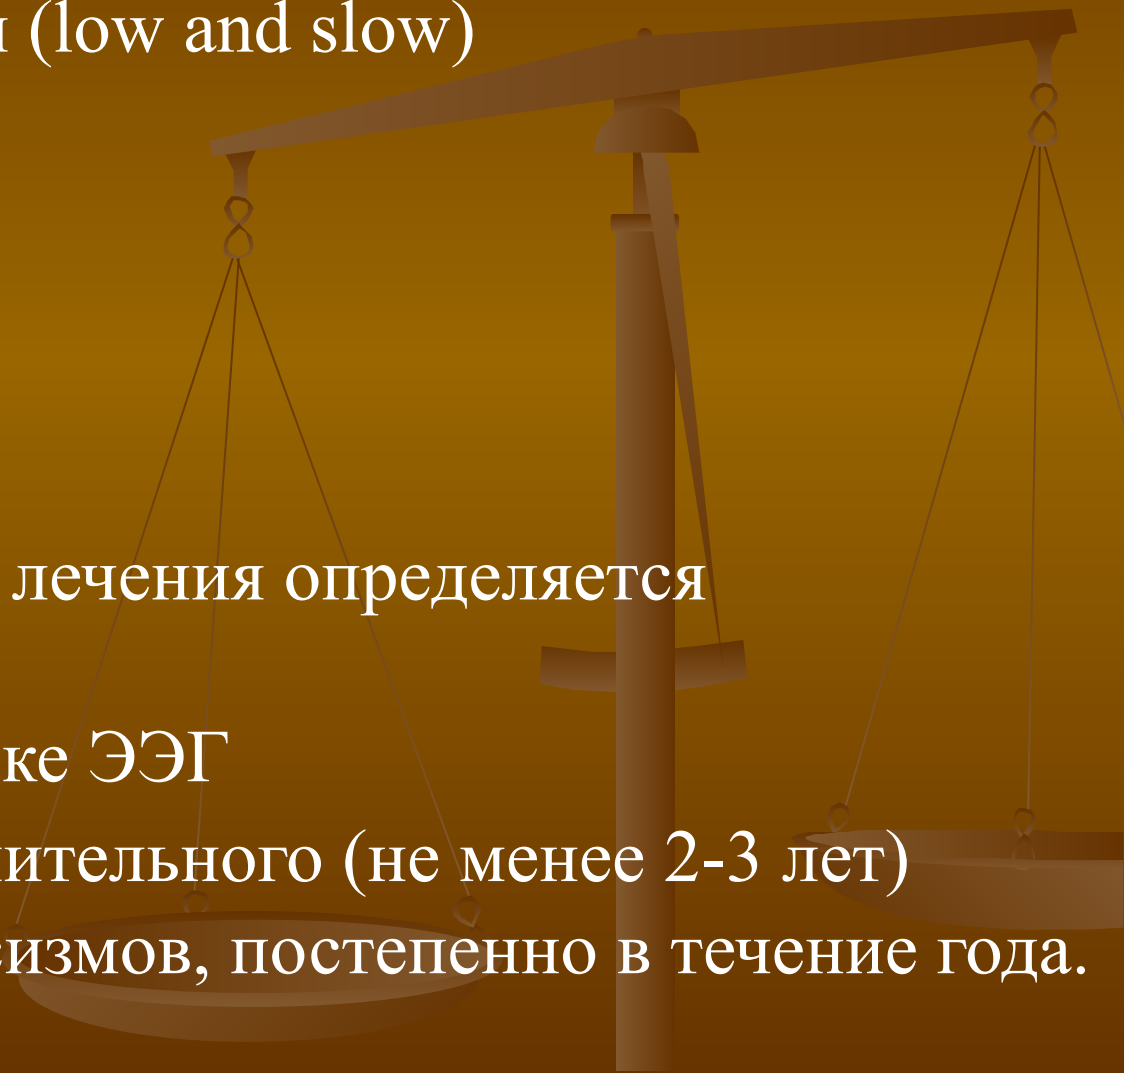 (low and slow)
лечения определяется
ке ЭЭГ
ительного (не менее 2-3 лет)
измов, постепенно в течение года.